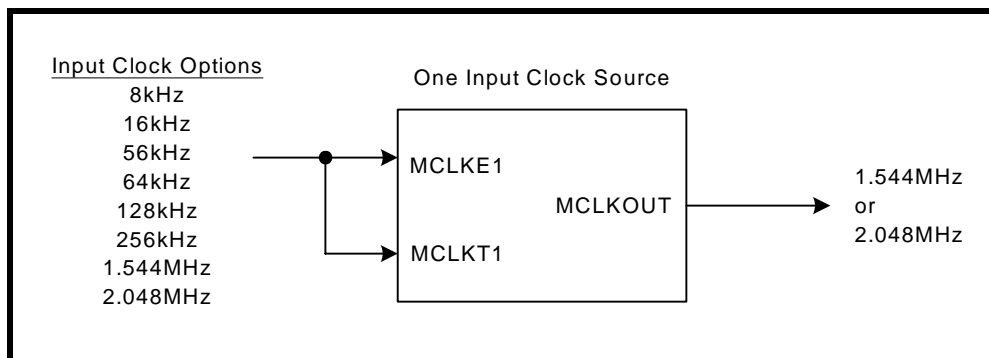 Input Clock Options
8kHz
16kHz
56kHz
64kHz
128kHz
256kHz
1.544MHz
2.048MHz
One Input Clock Source
MCLKE1
MCLKT1
MCLKOUT
1.544MHz
or
2.048MHz